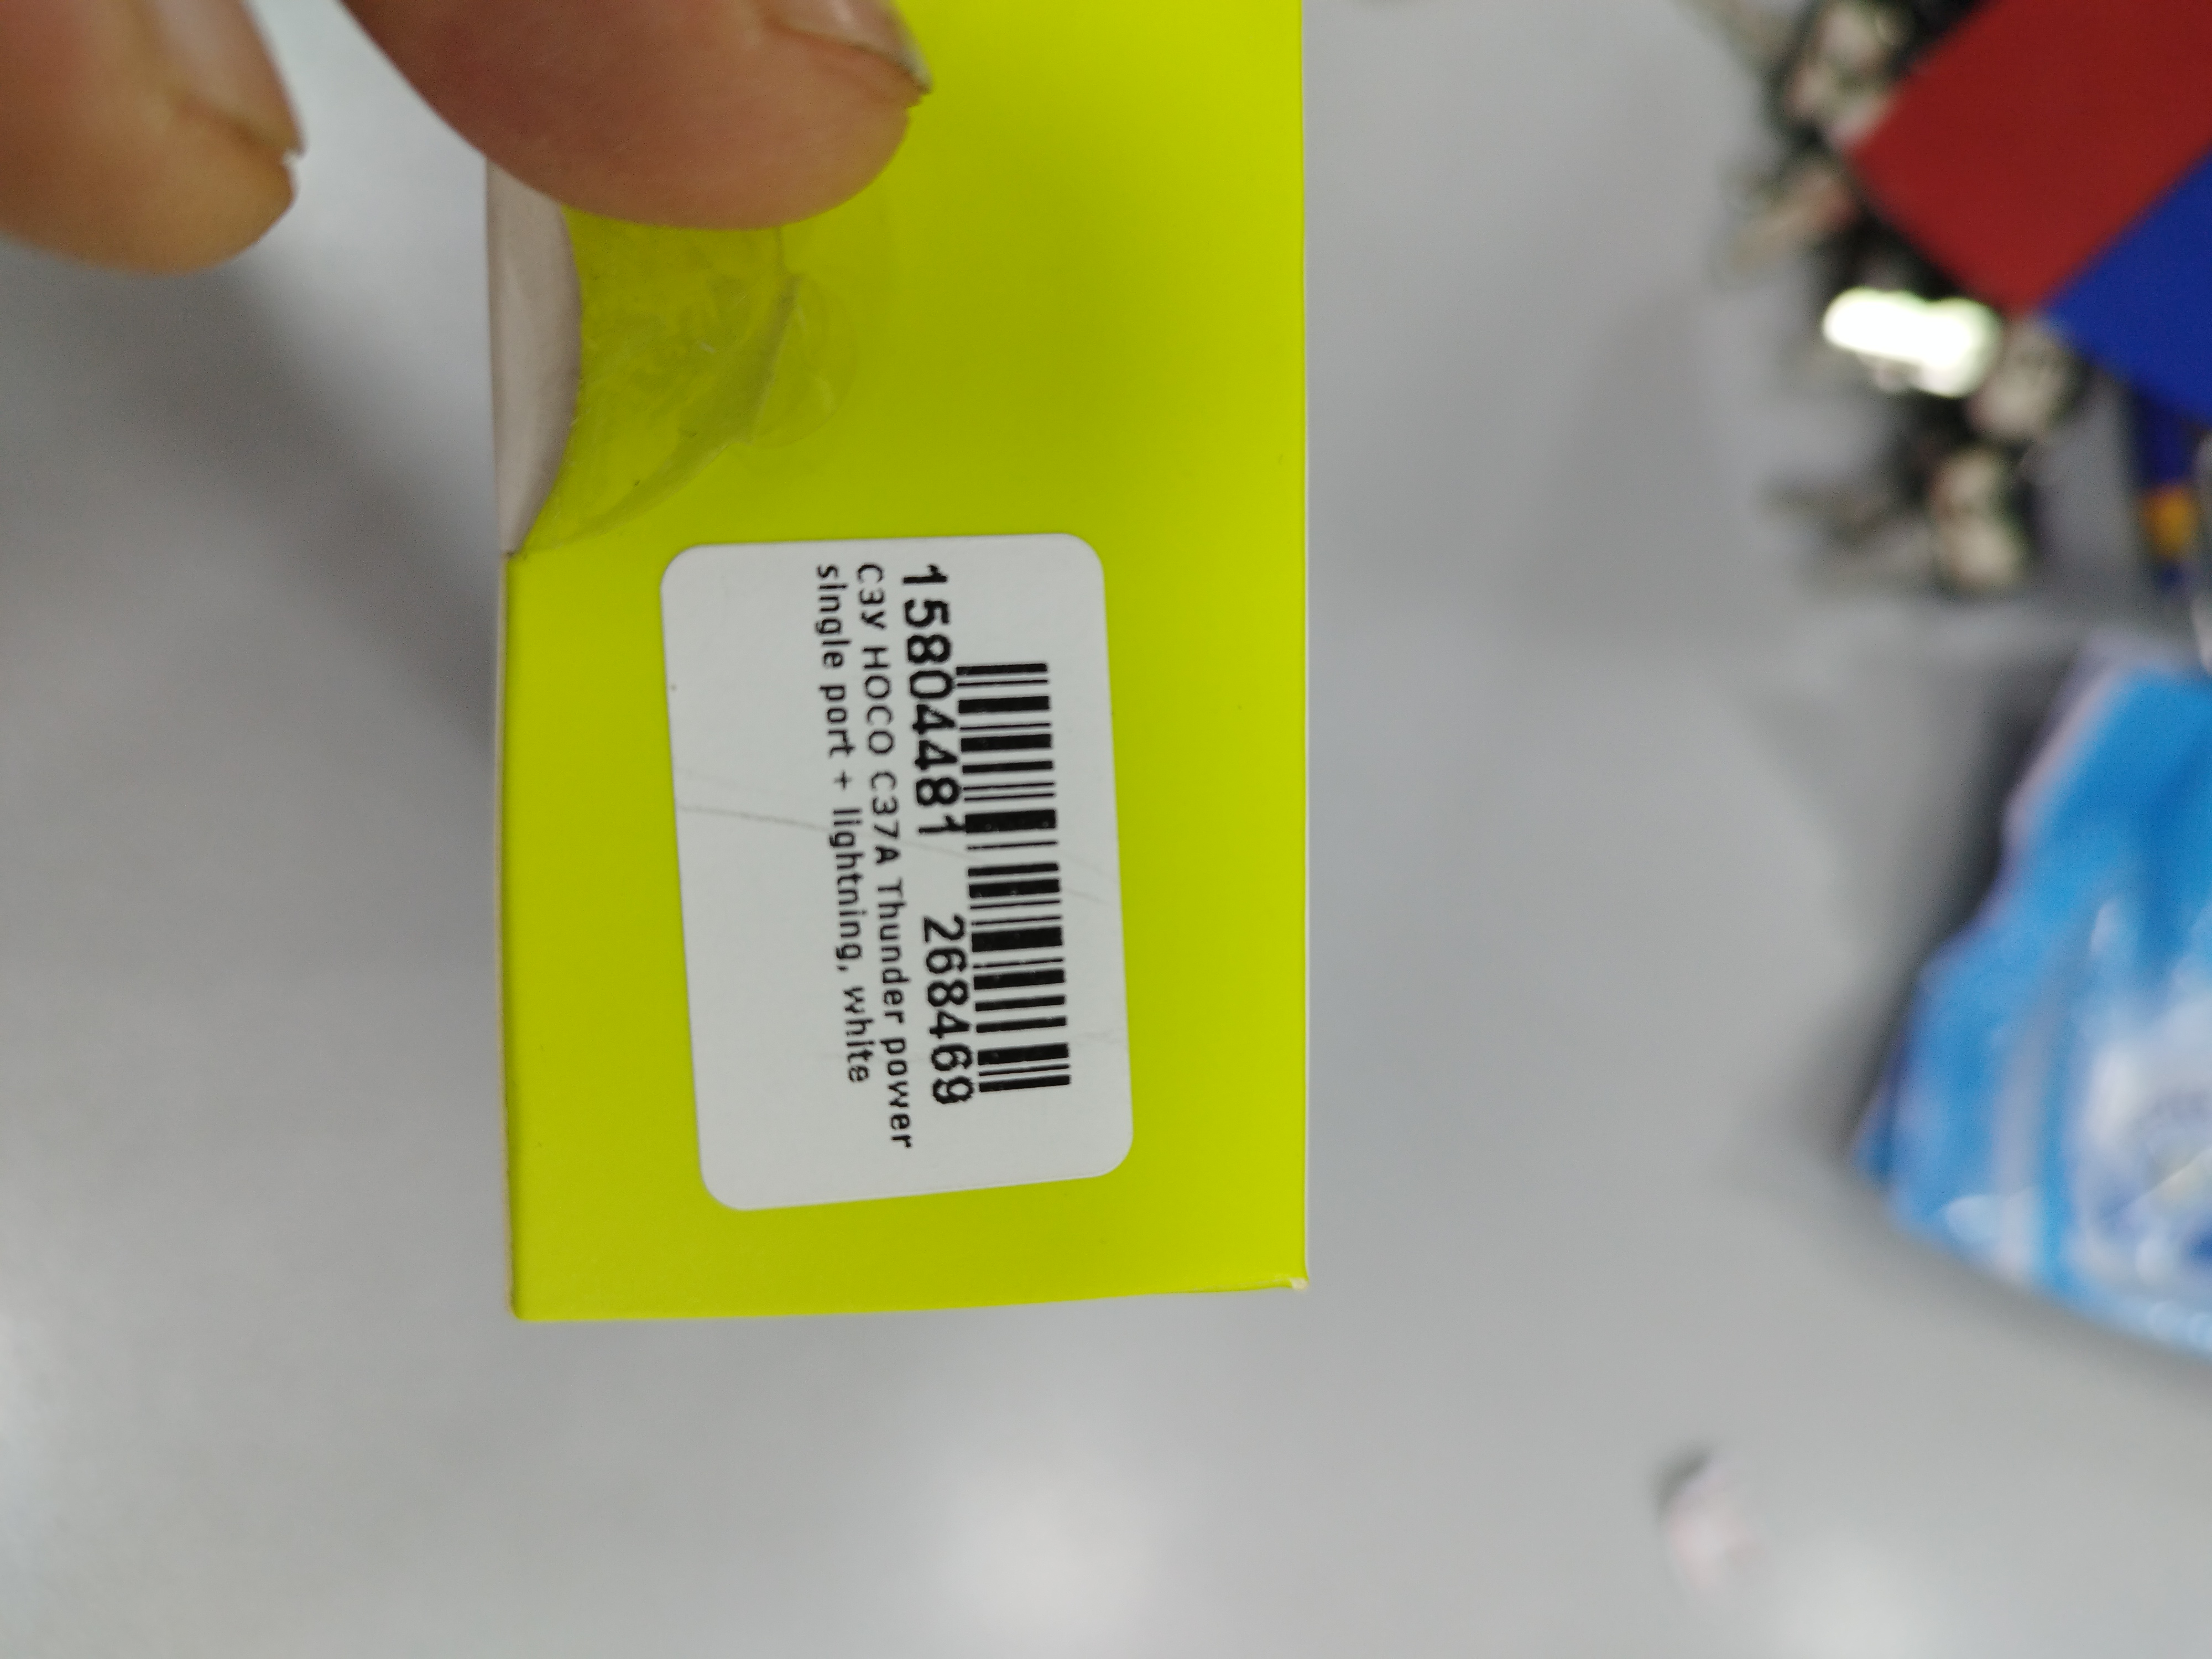 15804481 268469
СЗУ HOCO C37A Thunder power
single port + lightning, white